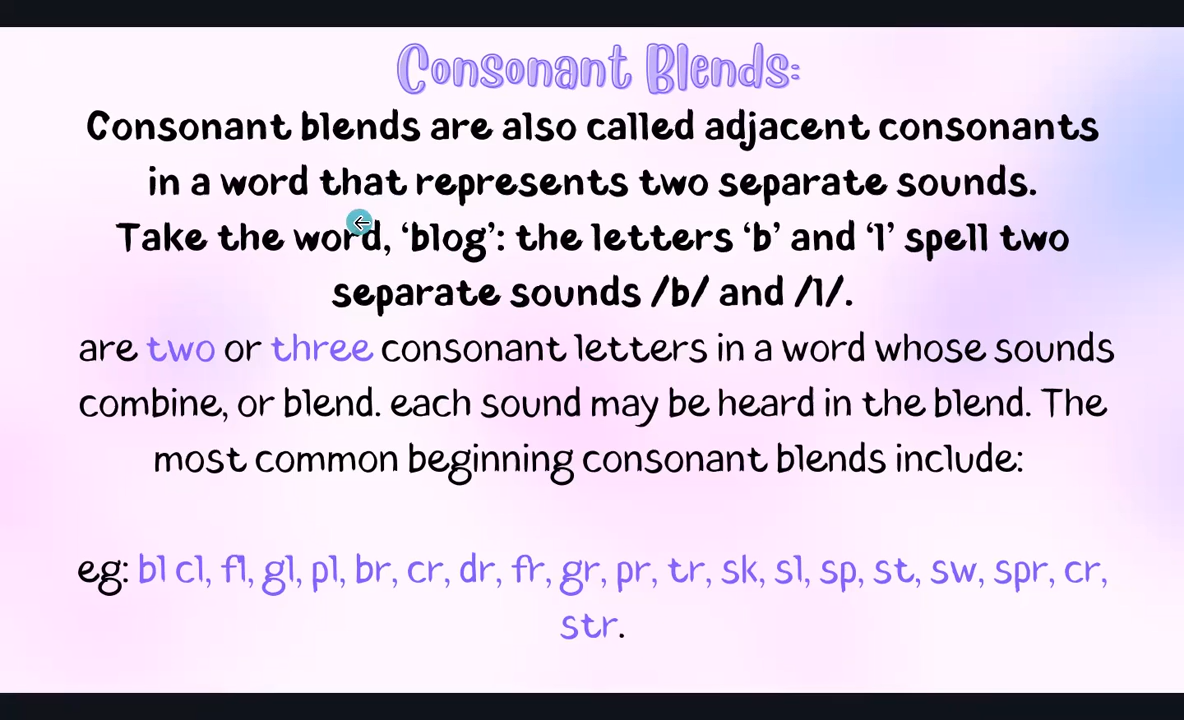 Consonant Blends:
Consonant blends are also called adjacent consonants
in a word that represents two separate sounds.
Take the word, ‘blog’: the letters ‘b’ and ‘l’ spell two
separate sounds /b/ and /l/.
are two or three consonant letters in a word whose sounds
combine, or blend. each sound may be heard in the blend. The
most common beginning consonant blends include:
eg: bl cl, fl, gl, pl, br, cr, dr, fr, gr, pr, tr, sk, sl, sp, st, sw, spr, cr,
str.